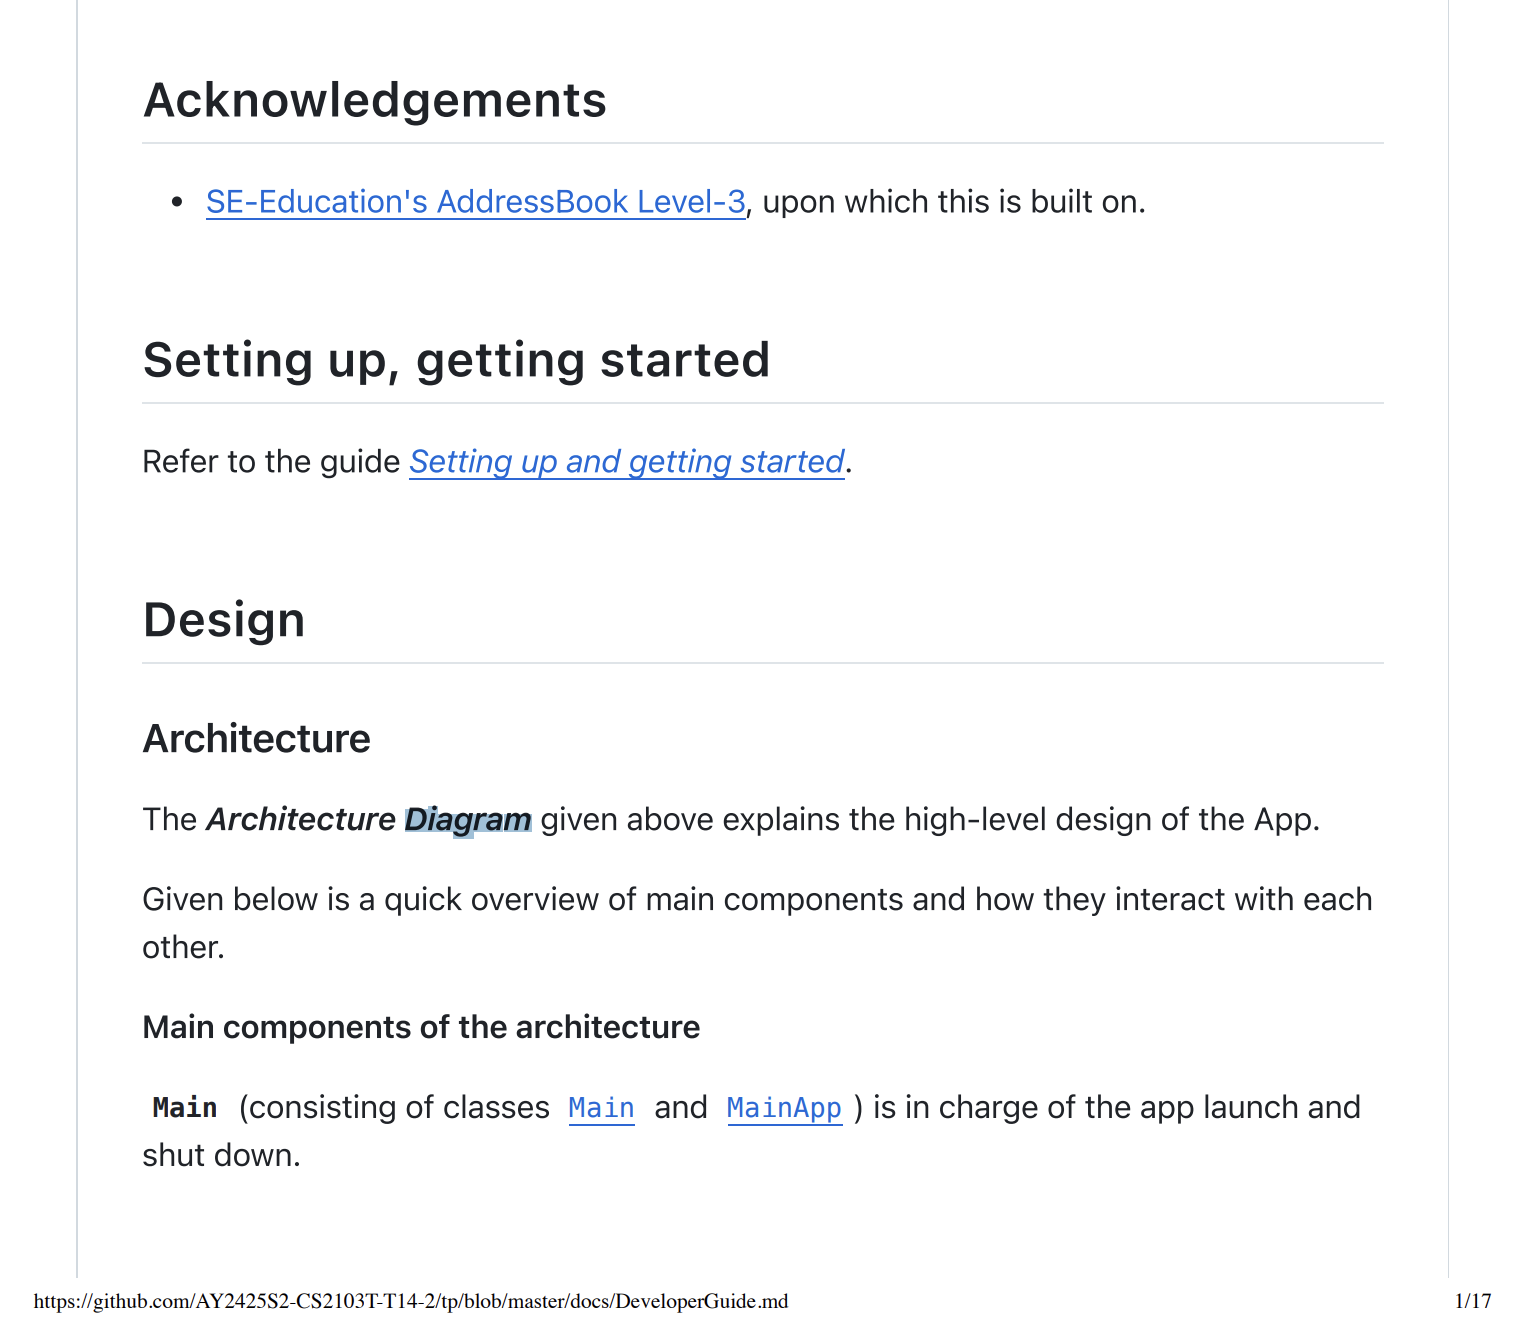 Acknowledgements
• SE-Education's AddressBook Level-3, upon which this is built on.
Setting up, getting started
Refer to the guide Setting up and getting started.
Design
Architecture
The Architecture Diagram given above explains the high-level design of the App.
Given below is a quick overview of main components and how they interact with each
other.
Main components of the architecture
Main (consisting of classes Main and MainApp ) is in charge of the app launch and
shut down.
https://github.com/AY2425S2-CS2103T-T14-2/tp/blob/master/docs/DeveloperGuide.md 1/17